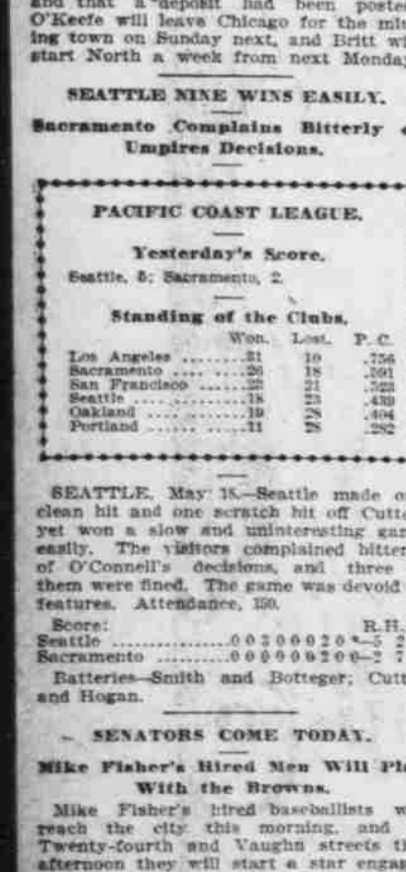 and that a deposit had been poste
O'Keefe will leave Chicago for the min
ing town on Sunday next, and Britt wi
start North a week from next Monda
SEATTLE NINE WINS EASILY.
Sacramento Complains Bitterly
Umpires Decisions.
PACIFIC COAST LEAGUE.
Yesterday's Score.
Seattle, 5; Sacramento, 2.
Standing of the Clubs.
Won. Lost. P. C.
Los Angeles ........31 10 .756
Sacramento ........26 18 .591
San Francisco ......23 21 .523
Seattle ............18 23 .439
Oakland ............19 28 .404
Portland ...........11 28 .282
SEATTLE, May 18.—Seattle made o
clean hit and one scratch hit off Cutte
yet won a slow and uninteresting gam
easily. The visitors complained bitter
of O'Connell's decisions, and three
them were fined. The game was devoid
features. Attendance, 150.
Score: R.H.
Seattle ................0 0 3 0 0 0 2 0 *—5 2
Sacramento ..........0 0 0 0 0 0 2 0 0—2 7
Batteries—Smith and Botteger; Cutt
and Hogan.
SENATORS COME TODAY.
Mike Fisher's Hired Men Will Pla
With the Browns.
Mike Fisher's hired baseballists w
reach the city this morning, and
Twenty-fourth and Vaughn streets th
afternoon they will start a star engag